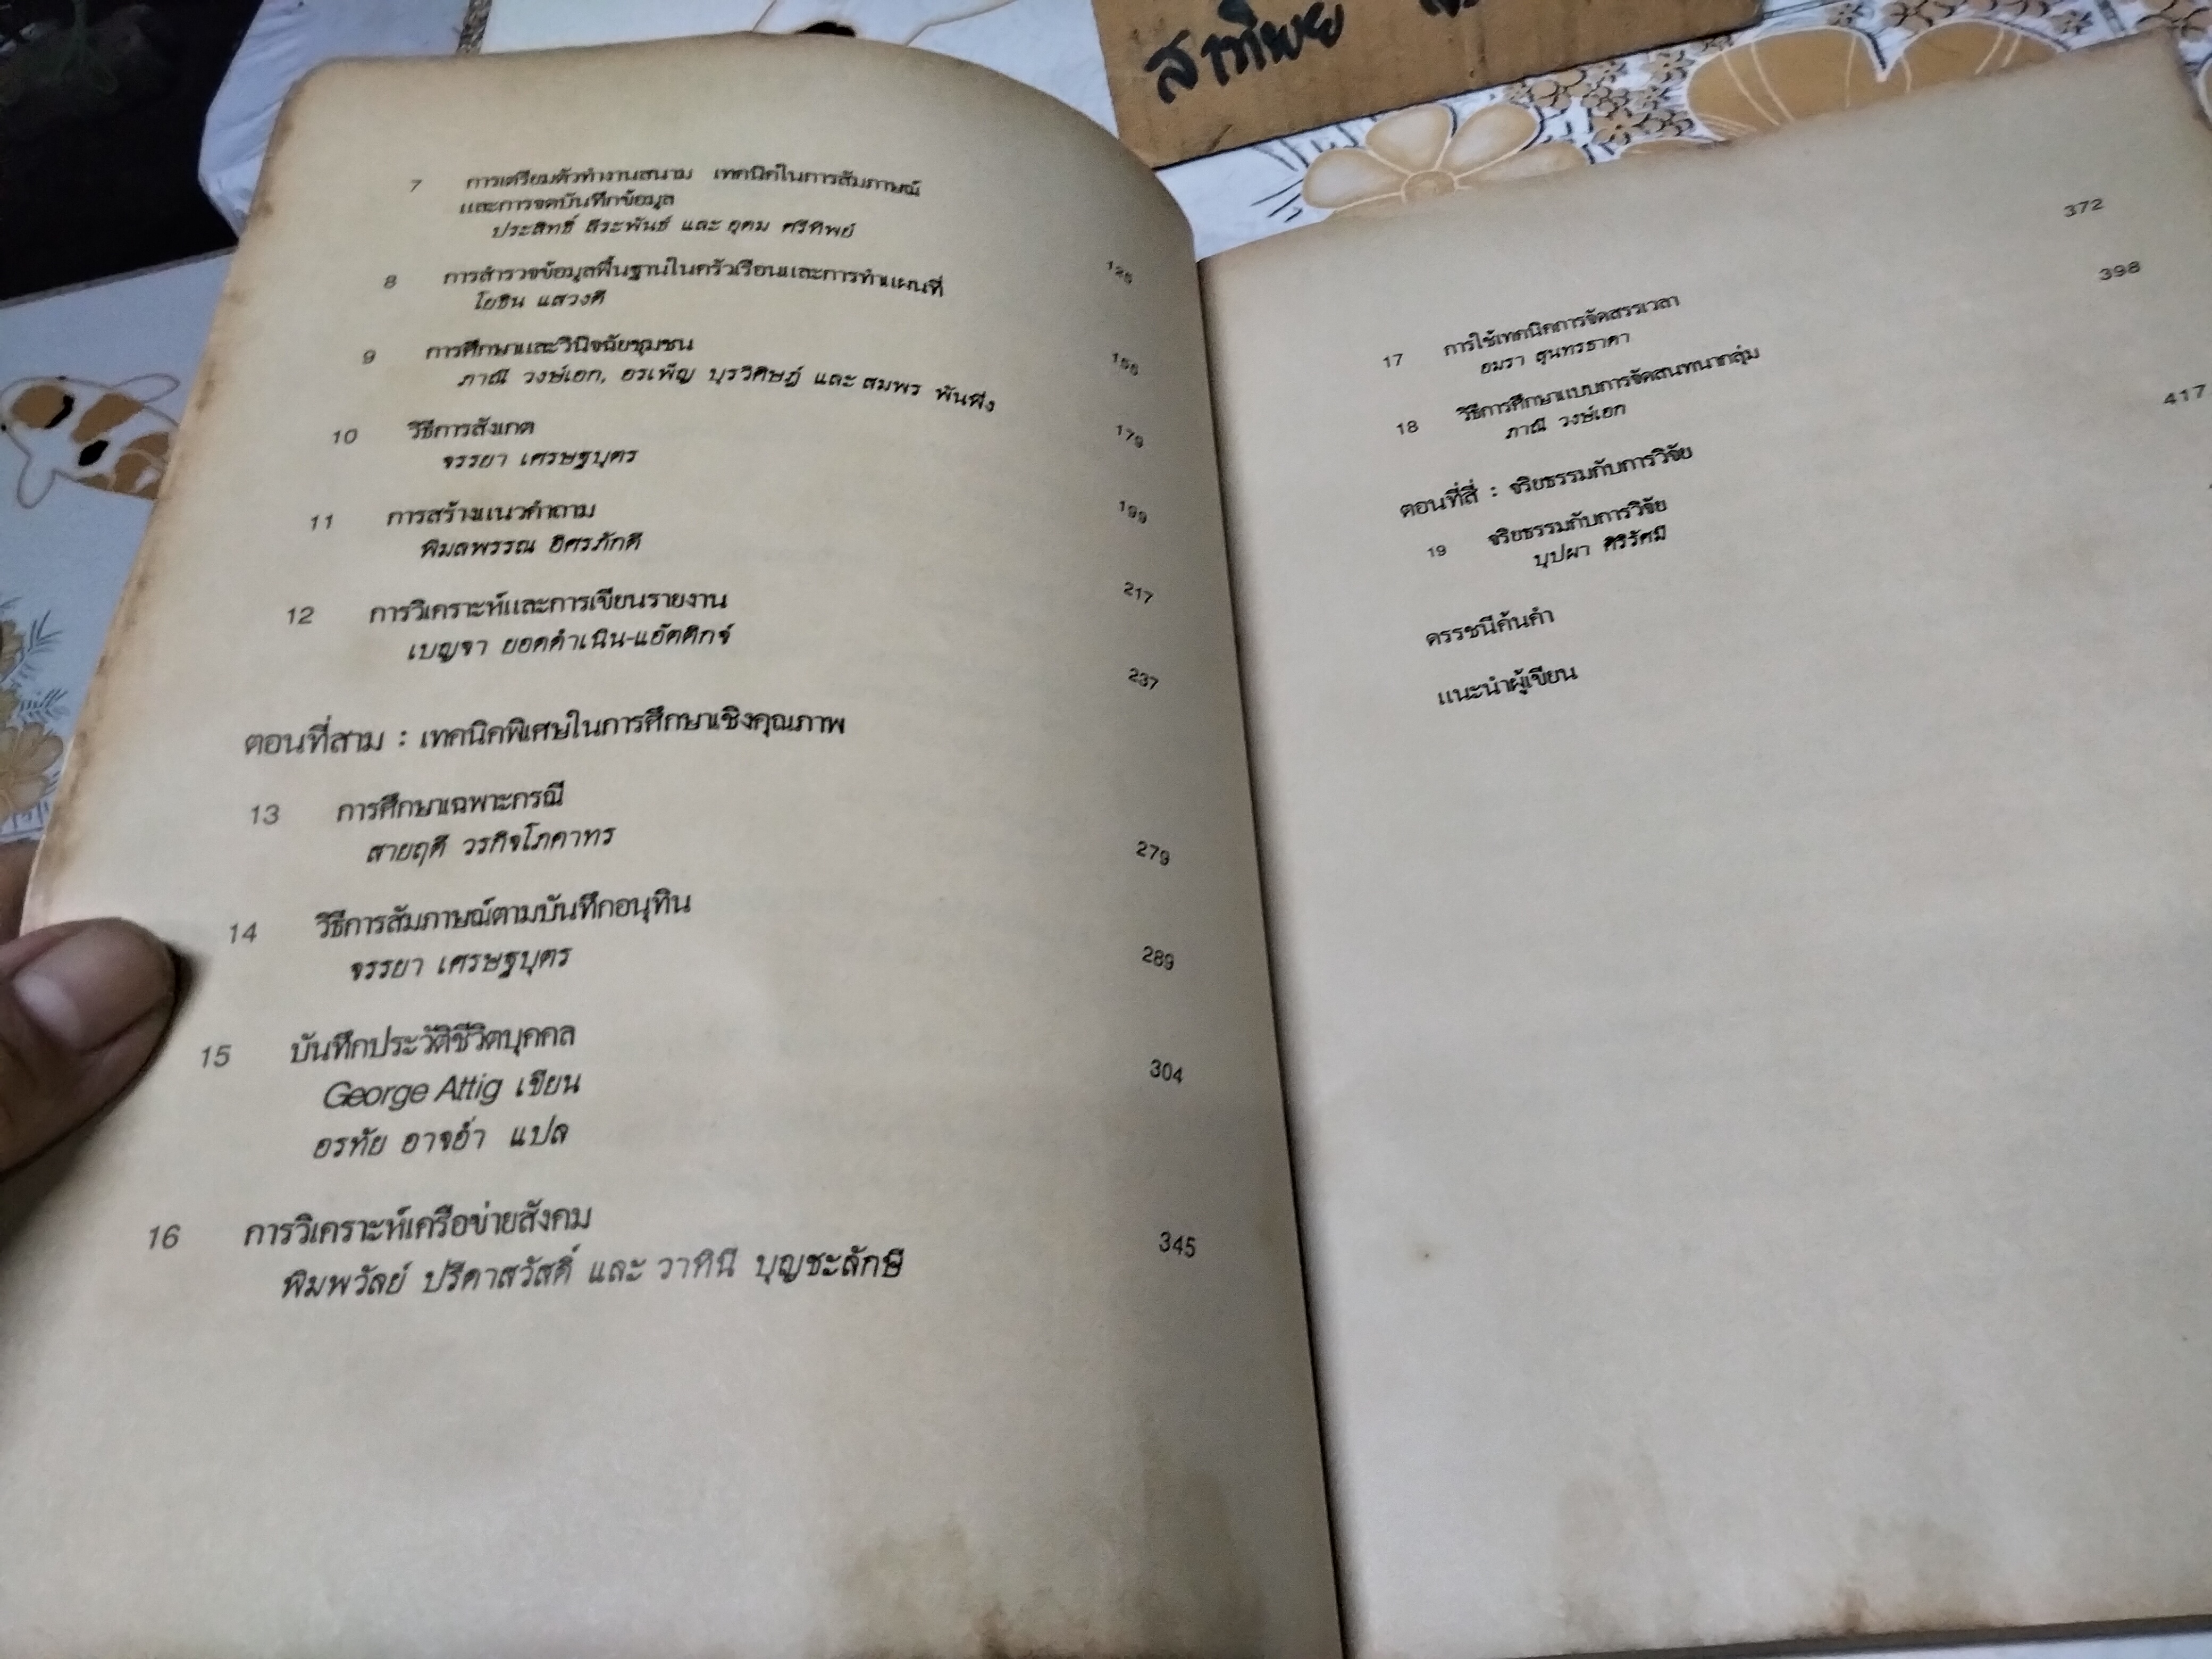 สาทิพย
7 การเตรียมตัวทำงานสนาม เทคนิคในการสัมภาษณ์
และการจดบันทึกข้อมูล
ประสิทธิ์ ลีระพันธ์ และ อุดม ศรีทิพย์ 126
8 การสำรวจข้อมูลพื้นฐานในครัวเรือนและการทำแผนที่
โยธิน แสวงดี
9 การศึกษาและวินิจฉัยชุมชน
ภาณี วงษ์เอก, อรเพ็ญ บุรวิศิษฎ์ และ สมพร พันพึ่ง
10 วิธีการสังเกต 179
จรรยา เศรษฐบุตร
11 การสร้างแนวคำถาม 199
พิมลพรรณ อิศรภักดี
12 การวิเคราะห์และการเขียนรายงาน 217
เบญจา ยอดดำเนิน-แอ๊ตติกจ์
237
ตอนที่สาม : เทคนิคพิเศษในการศึกษาเชิงคุณภาพ
13 การศึกษาเฉพาะกรณี
สายฤดี วรกิจโภคาทร 279
14 วิธีการสัมภาษณ์ตามบันทึกอนุทิน
จรรยา เศรษฐบุตร 289
15 บันทึกประวัติชีวิตบุคคล
George Attig เขียน 304
อรทัย อาจอ่ำ แปล
16 การวิเคราะห์เครือข่ายสังคม
พิมพวัลย์ ปรีดาสวัสดิ์ และ วาทินี บุญชะลักษี 345
372
17 การใช้เทคนิคการจัดสรรเวลา 398
อมรา สุนทรธาดา
18 วิธีการศึกษาแบบการจัดสนทนากลุ่ม
ภาณี วงษ์เอก 417
ตอนที่สี่ : จริยธรรมกับการวิจัย
19 จริยธรรมกับการวิจัย
บุปผา ศิริรัศมี
ดรรชนีค้นคำ
แนะนำผู้เขียน